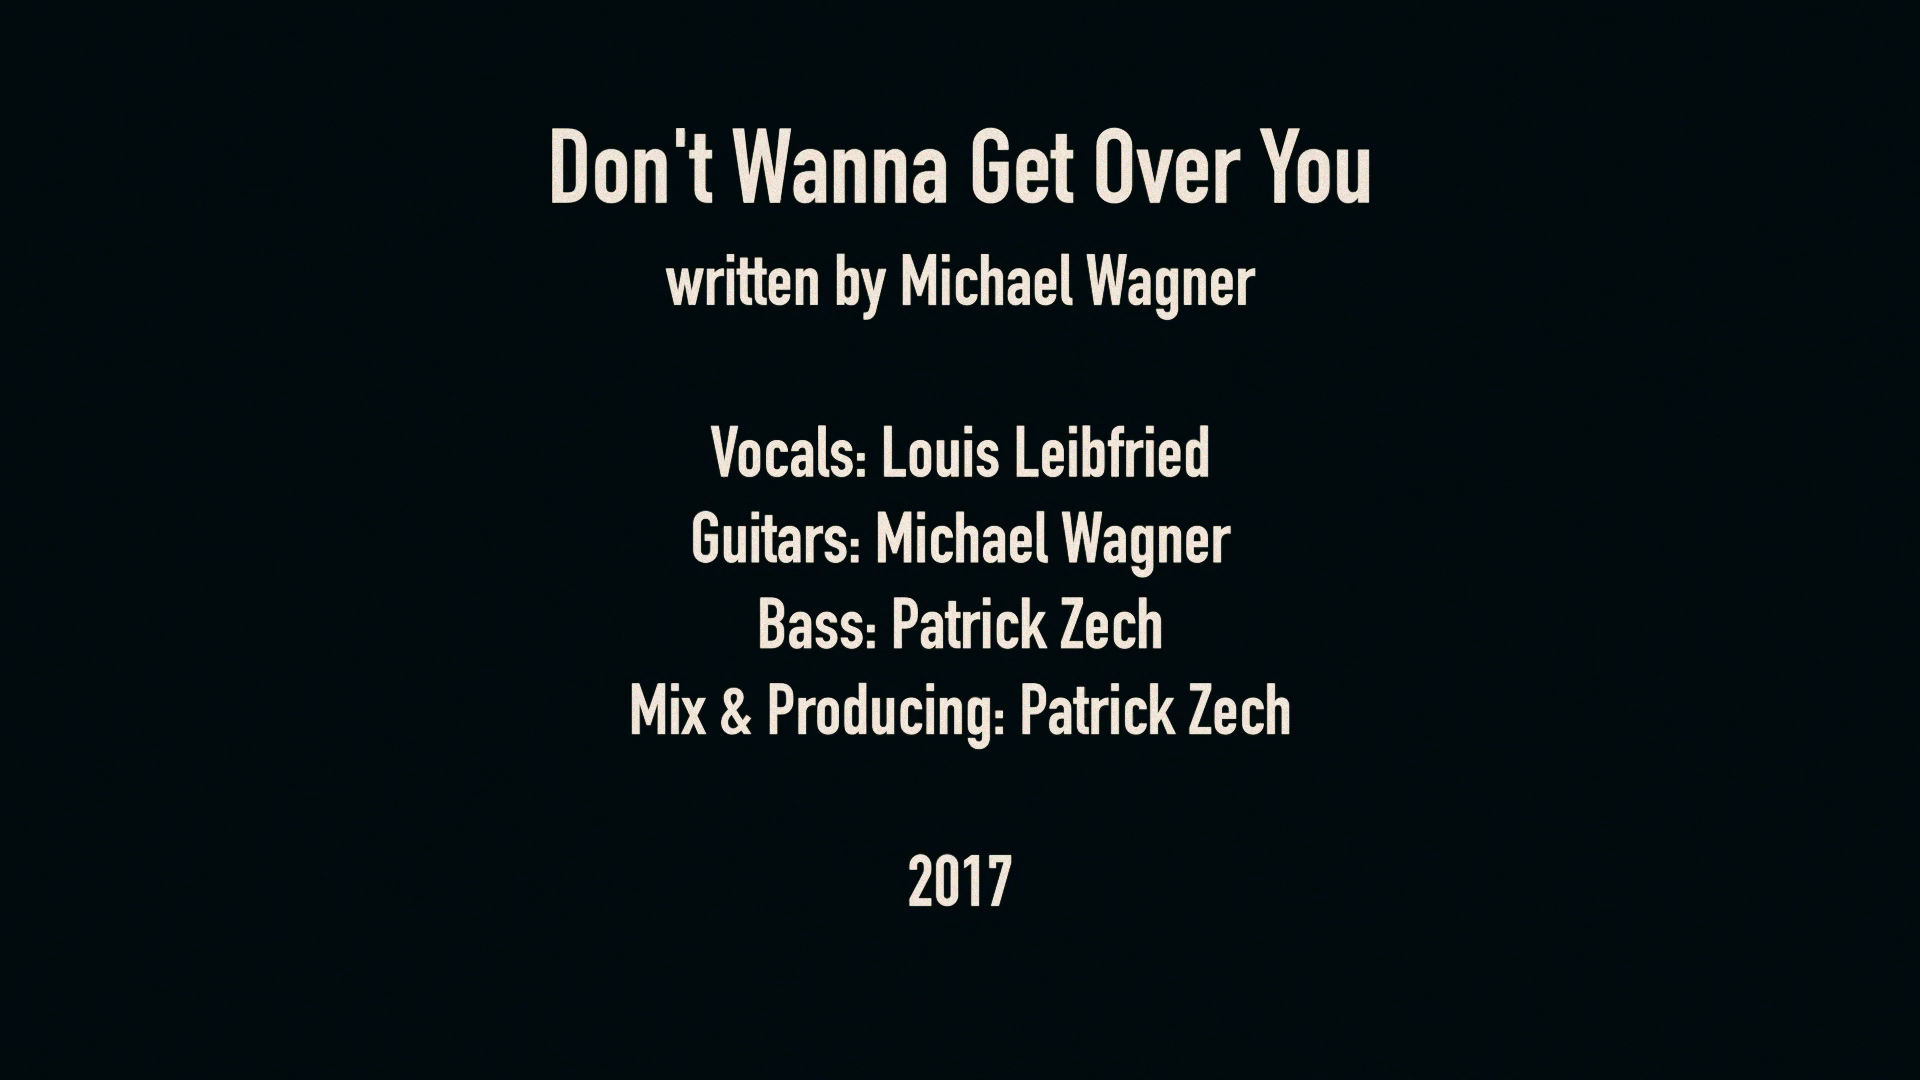 Don't Wanna Get Over You
written by Michael Wagner
Vocals: Louis Leibfried
Guitars: Michael Wagner
Bass: Patrick Zech
Mix & Producing: Patrick Zech
2017